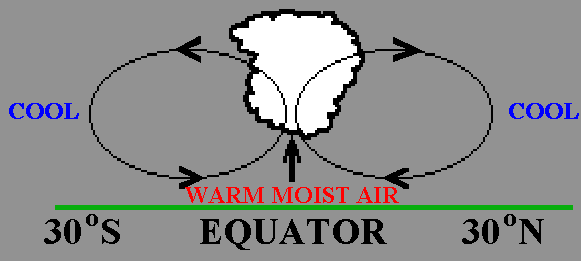 COOL COOL
WARM MOIST AIR
30°S EQUATOR 30°N